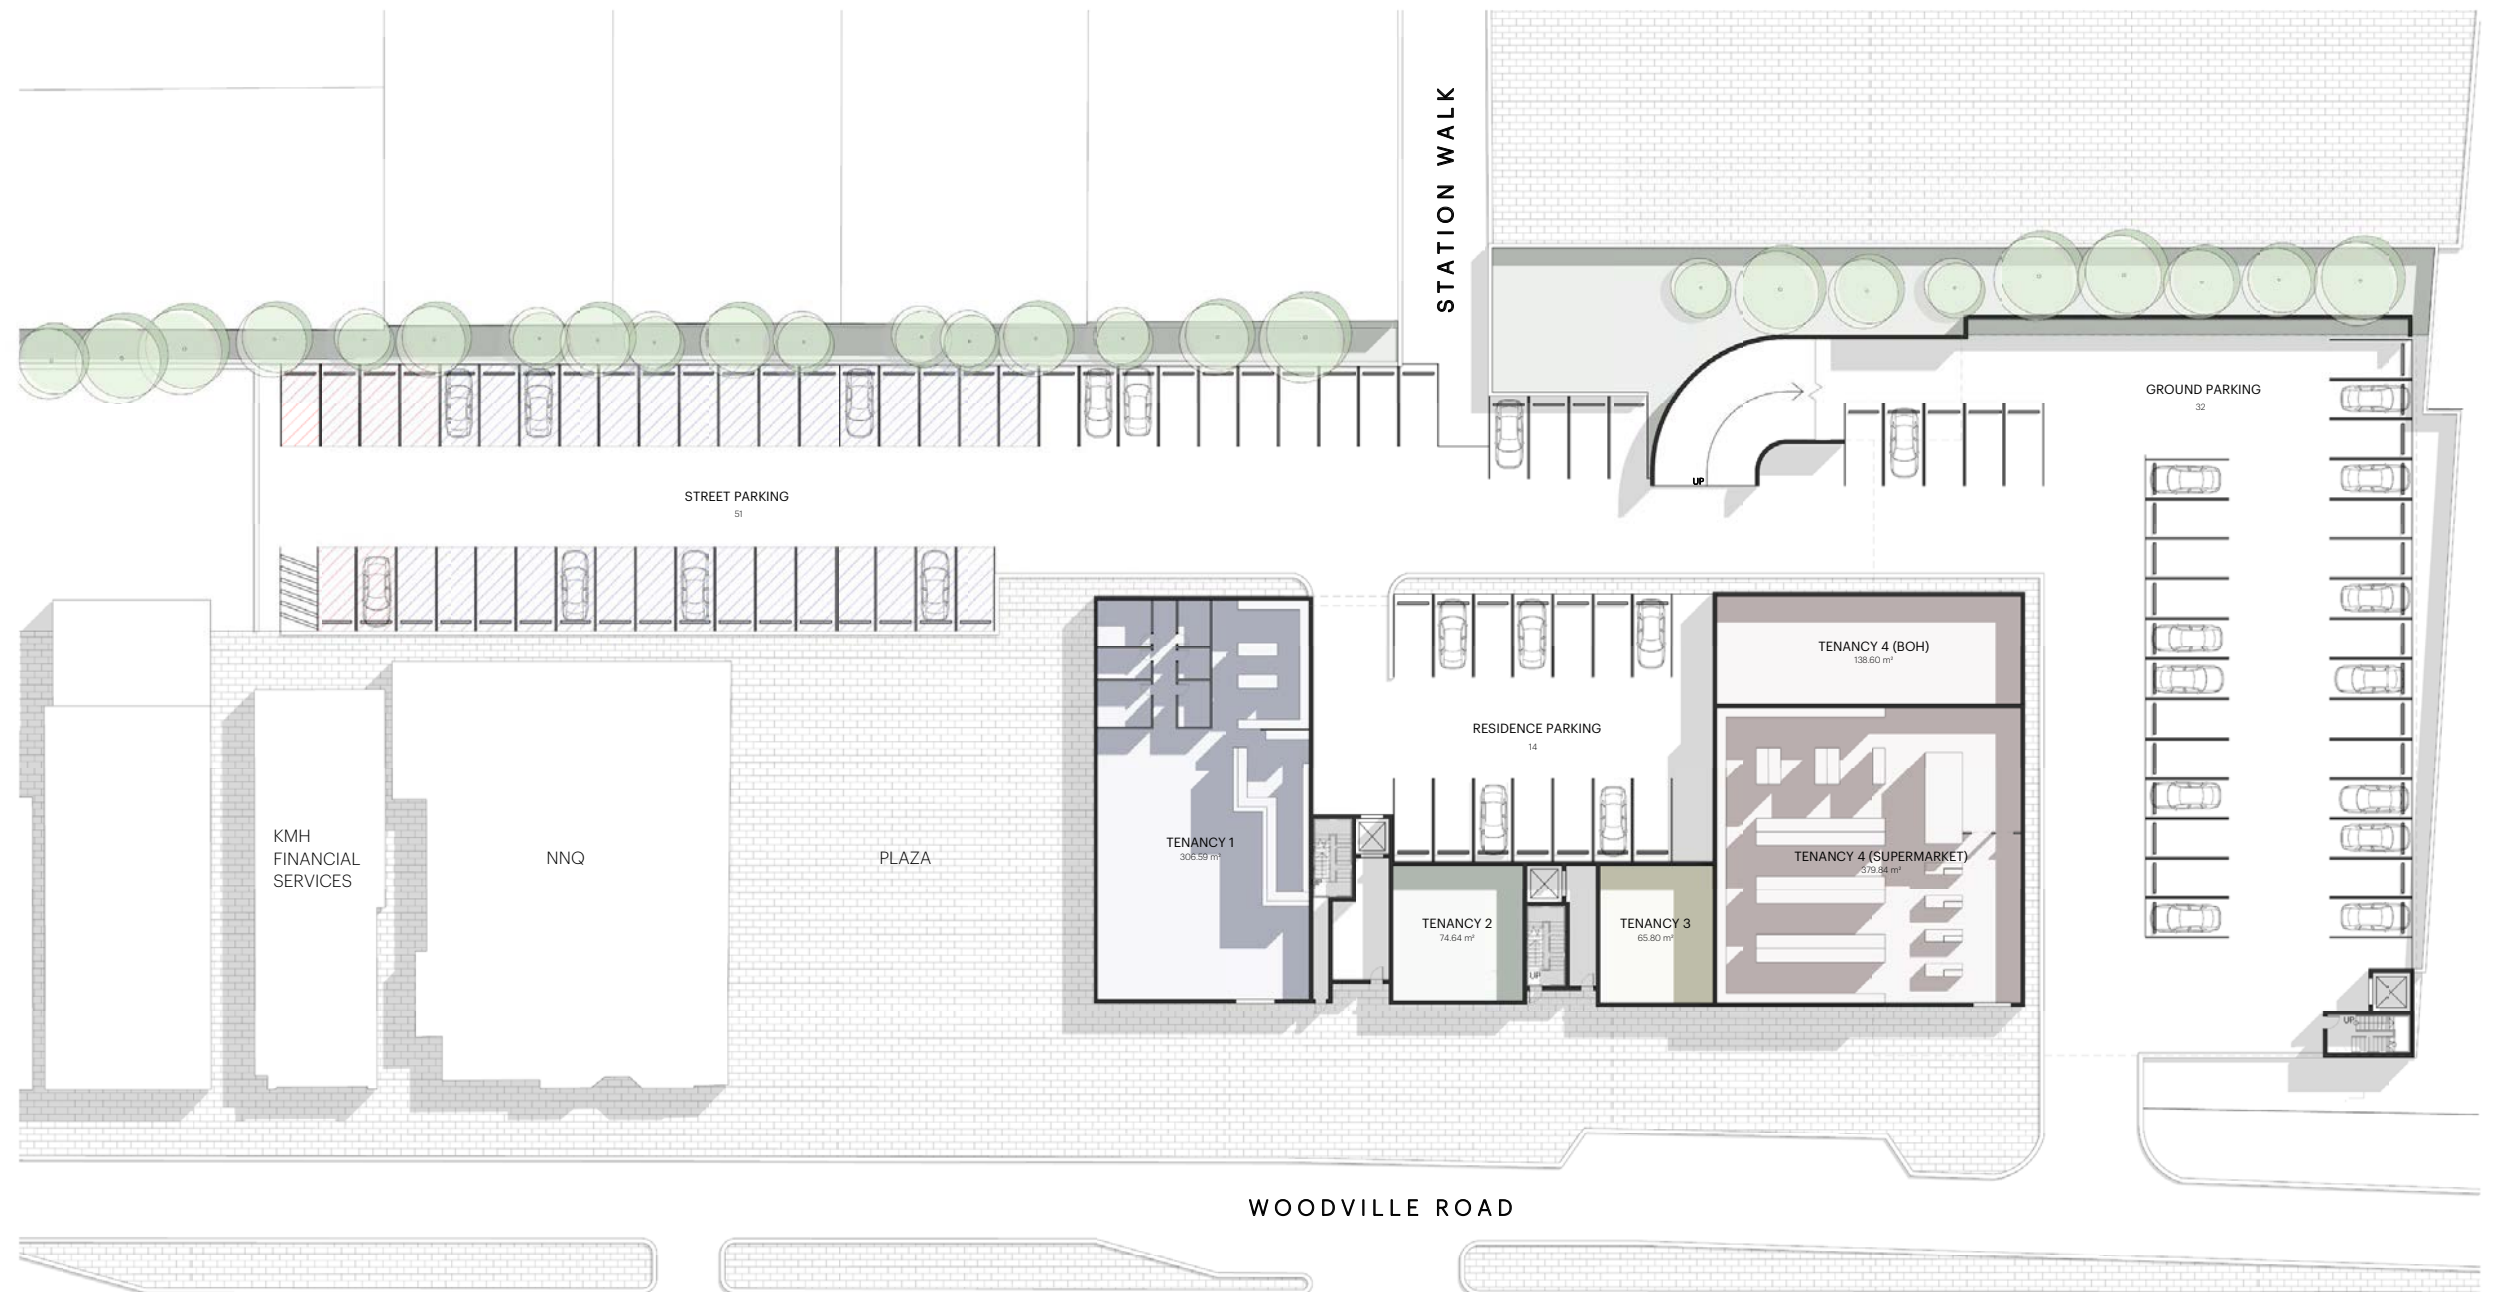 STATION WALK
GROUND PARKING
32
UP
STREET PARKING
51
TENANCY 4 (BOH)
138.60 m²
RESIDENCE PARKING
14
KMH
FINANCIAL
SERVICES
NNQ
PLAZA
TENANCY 1
306.59 m²
TENANCY 4 (SUPERMARKET)
379.84 m²
TENANCY 2
74.64 m²
TENANCY 3
65.80 m²
UP
UP
WOODVILLE ROAD